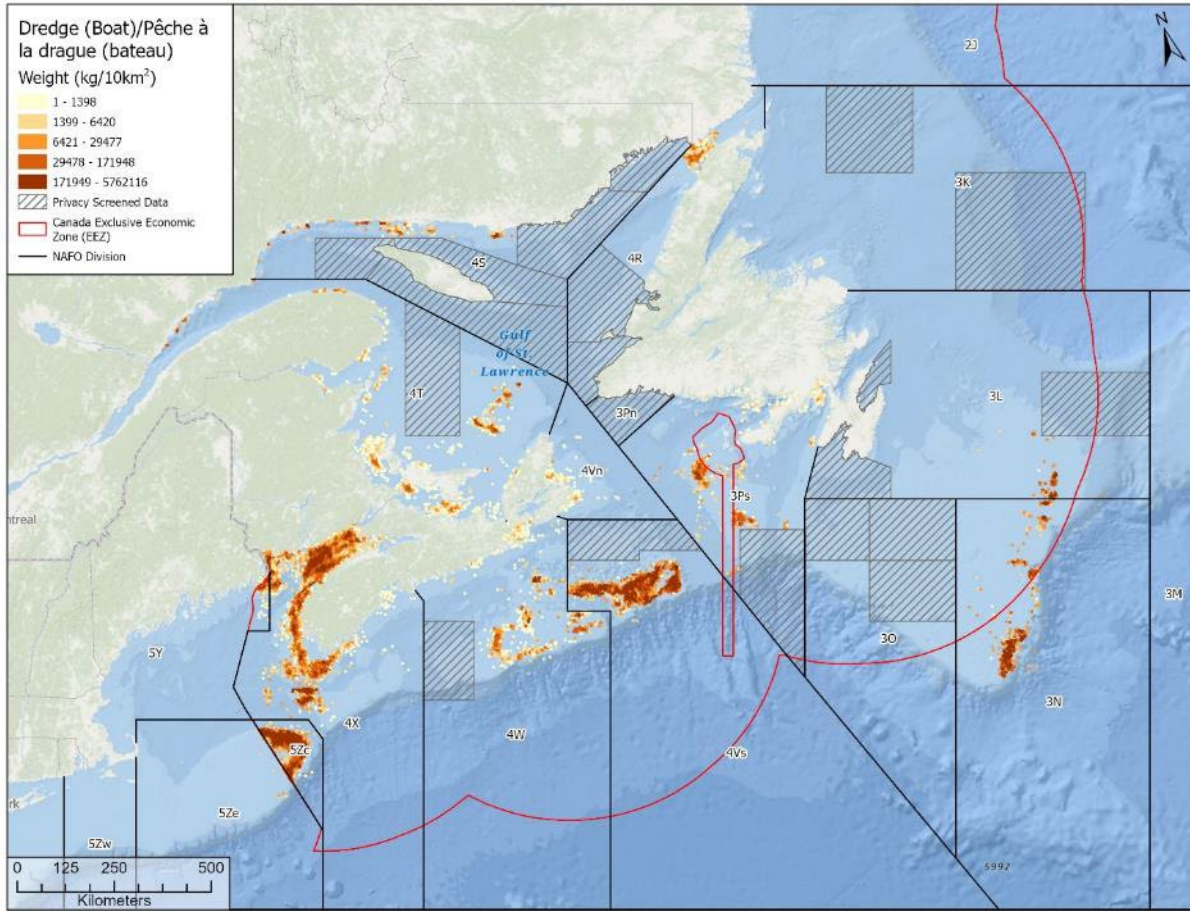 Dredge (Boat)/Pêche à
la drague (bateau)
Weight (kg/10km²)
1 - 1398
1399 - 6420
6421 - 29477
29478 - 171948
171949 - 5762116
Privacy Screened Data
Canada Exclusive Economic
Zone (EEZ)
NAFO Division
N
2J
3K
4R
4S
Gulf
of St
Lawrence
4T
3Pn
3L
4Vn
3Ps
ntreal
3M
3O
5Y
3N
4X
4W
5Zc
4Vs
5Ze
rk
5Zw
5992
0 125 250 500
Kilometers